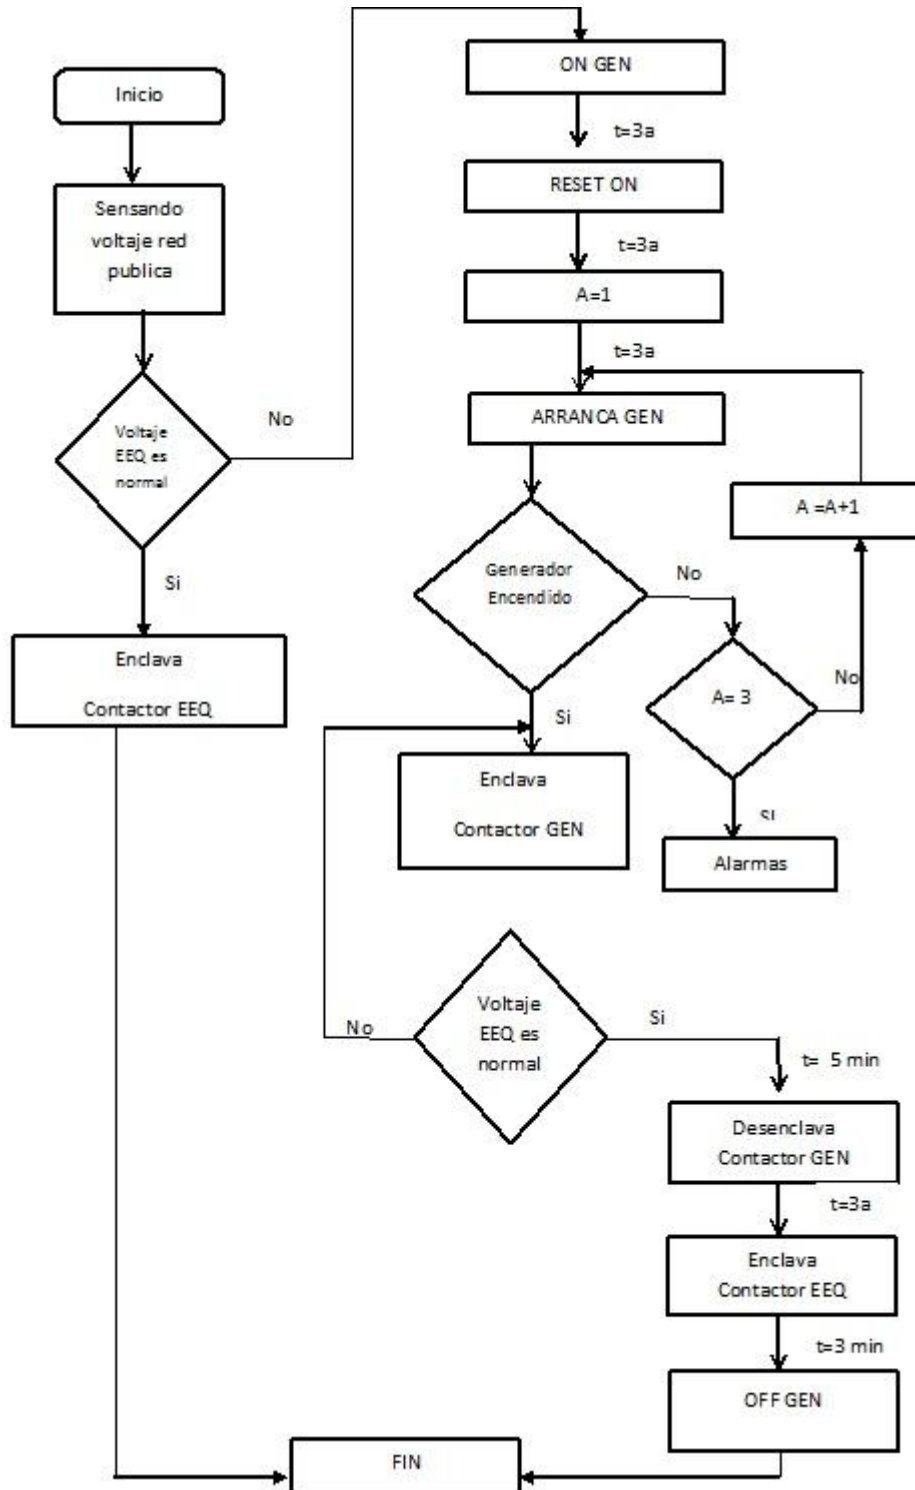 Inicio
Sensando
voltaje red
publica
Voltaje
EEQ es
normal
No
Si
Enclava
Contactor EEQ
ON GEN
t=3a
RESET ON
t=3a
A=1
t=3a
ARRANCA GEN
Generador
Encendido
No
A =A+1
A= 3
No
SI
Alarmas
Si
Enclava
Contactor GEN
Voltaje
EEQ es
normal
No
Si
t= 5 min
Desenclava
Contactor GEN
t=3a
Enclava
Contactor EEQ
t=3 min
OFF GEN
FIN